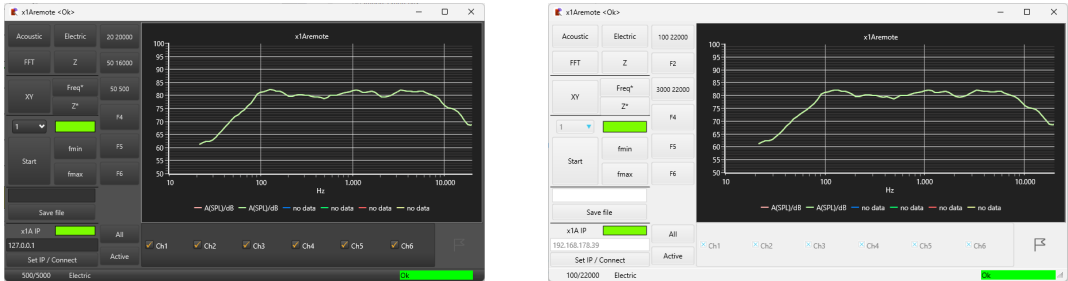 x1Aremote <Ok>
Acoustic Electric 20 20000
FFT Z 50 16000
XY Freq* 50 500
Z*
F4
1
Start fmin F5
fmax F6
Save file
x1A IP All
127.0.0.1
Set IP / Connect Active
500/5000 Electric Ok
x1Aremote
100
95
90
85
80
75
70
65
60
55
50
10 100 1,000 10,000
Hz
A(SPL)/dB A(SPL)/dB no data no data no data no data
Ch1 Ch2 Ch3 Ch4 Ch5 Ch6
x1Aremote <Ok>
Acoustic Electric 100 22000
FFT Z F2
XY Freq* 3000 22000
Z*
F4
1
Start fmin F5
fmax F6
Save file
x1A IP All
192.168.178.39
Set IP / Connect Active
100/22000 Electric Ok
x1Aremote
100
95
90
85
80
75
70
65
60
55
50
10 100 1,000 10,000
Hz
A(SPL)/dB A(SPL)/dB no data no data no data no data
Ch1 Ch2 Ch3 Ch4 Ch5 Ch6